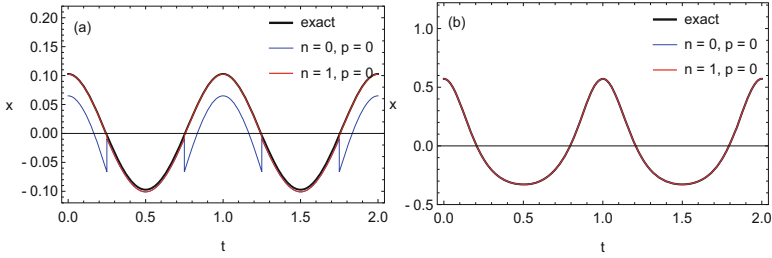 (a)
exact
n = 0, p = 0
n = 1, p = 0
x
0.20
0.15
0.10
0.05
0.00
- 0.05
- 0.10
0.0 0.5 1.0 1.5 2.0
t
(b)
exact
n = 0, p = 0
n = 1, p = 0
x
1.0
0.5
0.0
- 0.5
0.0 0.5 1.0 1.5 2.0
t